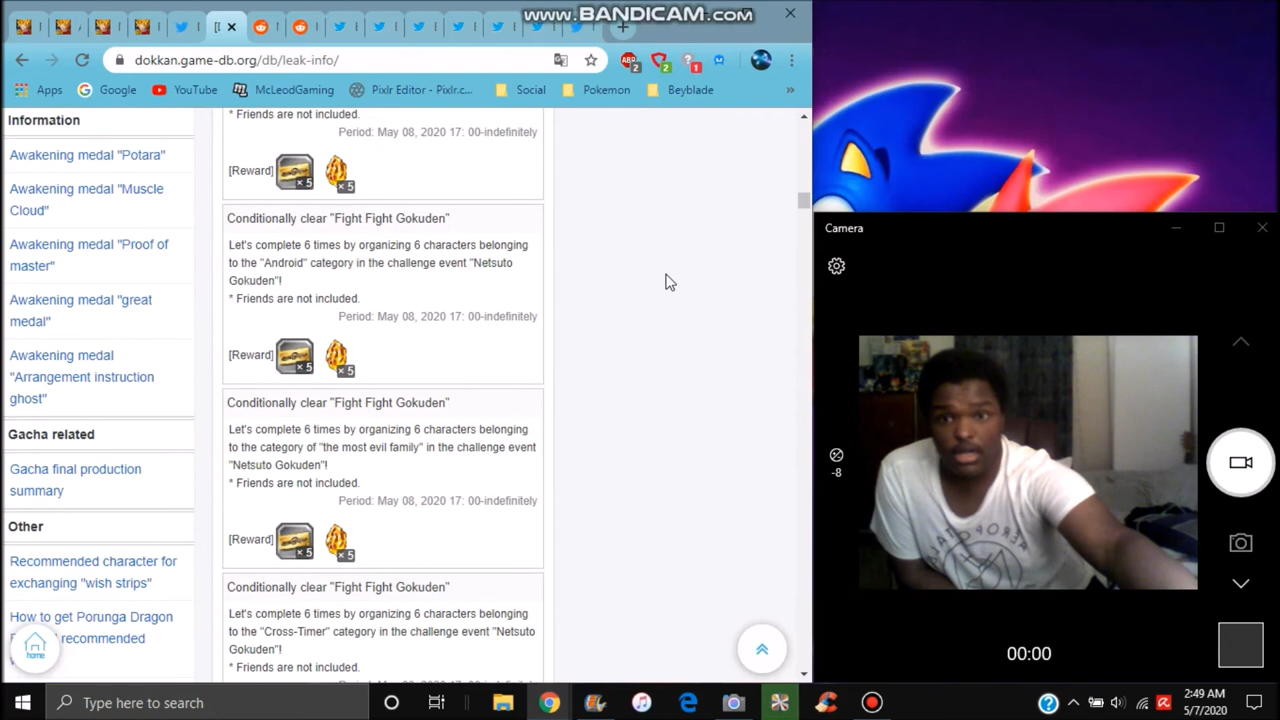 www.BANDICAM.com
dokkan.game-db.org/db/leak-info/
ABP
2
2
1
Apps
Google
YouTube
McLeodGaming
Pixlr Editor - Pixlr.c...
Social
Pokemon
Beyblade
»
Information
Awakening medal "Potara"
Awakening medal "Muscle
Cloud"
Awakening medal "Proof of
master"
Awakening medal "great
medal"
Awakening medal
"Arrangement instruction
ghost"
Gacha related
Gacha final production
summary
Other
Recommended character for
exchanging "wish strips"
How to get Porunga Dragon
recommended
home
* Friends are not included.
Period: May 08, 2020 17: 00-indefinitely
[Reward] ×5 ×5
Conditionally clear "Fight Fight Gokuden"
Let's complete 6 times by organizing 6 characters belonging
to the "Android" category in the challenge event "Netsuto
Gokuden"!
* Friends are not included.
Period: May 08, 2020 17: 00-indefinitely
[Reward] ×5 ×5
Conditionally clear "Fight Fight Gokuden"
Let's complete 6 times by organizing 6 characters belonging
to the category of "the most evil family" in the challenge event
"Netsuto Gokuden"!
* Friends are not included.
Period: May 08, 2020 17: 00-indefinitely
[Reward] ×5 ×5
Conditionally clear "Fight Fight Gokuden"
Let's complete 6 times by organizing 6 characters belonging
to the "Cross-Timer" category in the challenge event "Netsuto
Gokuden"!
* Friends are not included.
Camera
-8
00:00
Type here to search
2:49 AM
5/7/2020